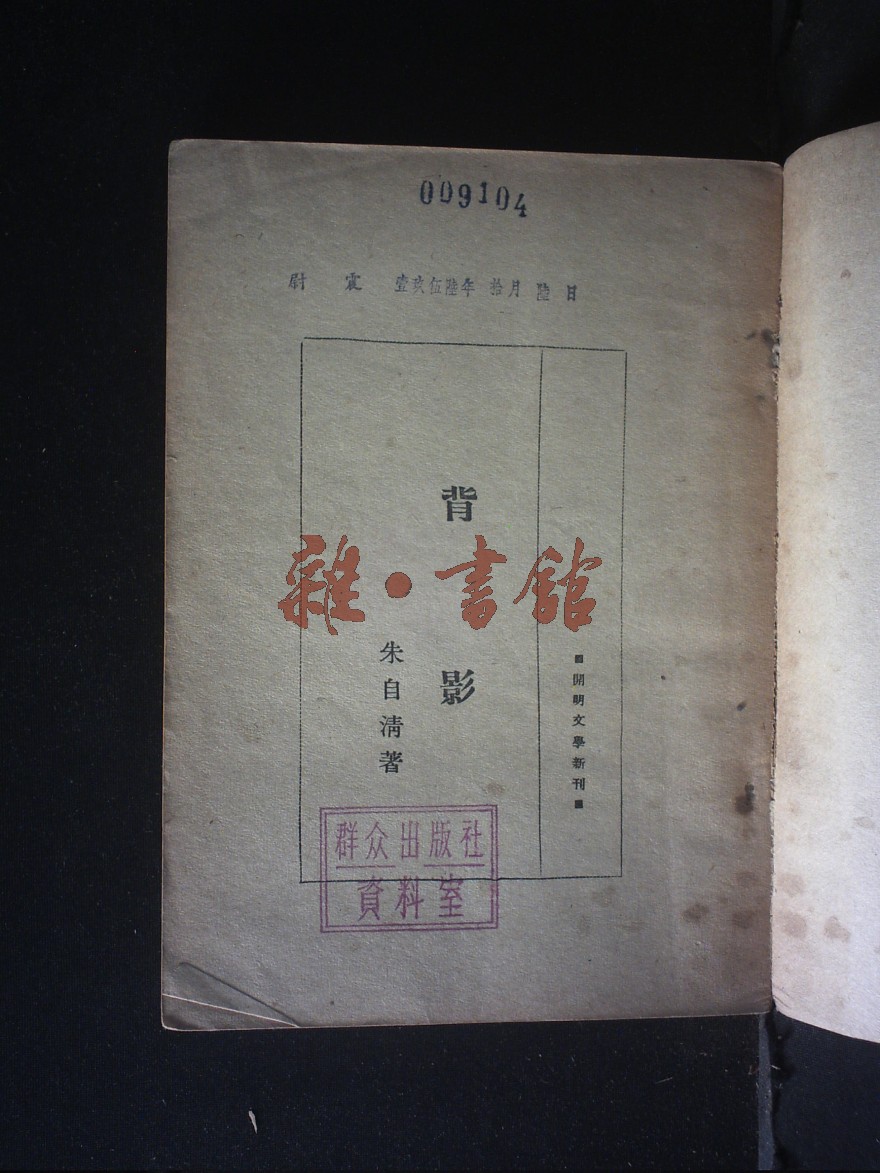 009104
尉 震 壹玖伍陸年 拾月 陸日
開明文學新刊
背影
朱自清著
雜·書館
群众出版社
資料室